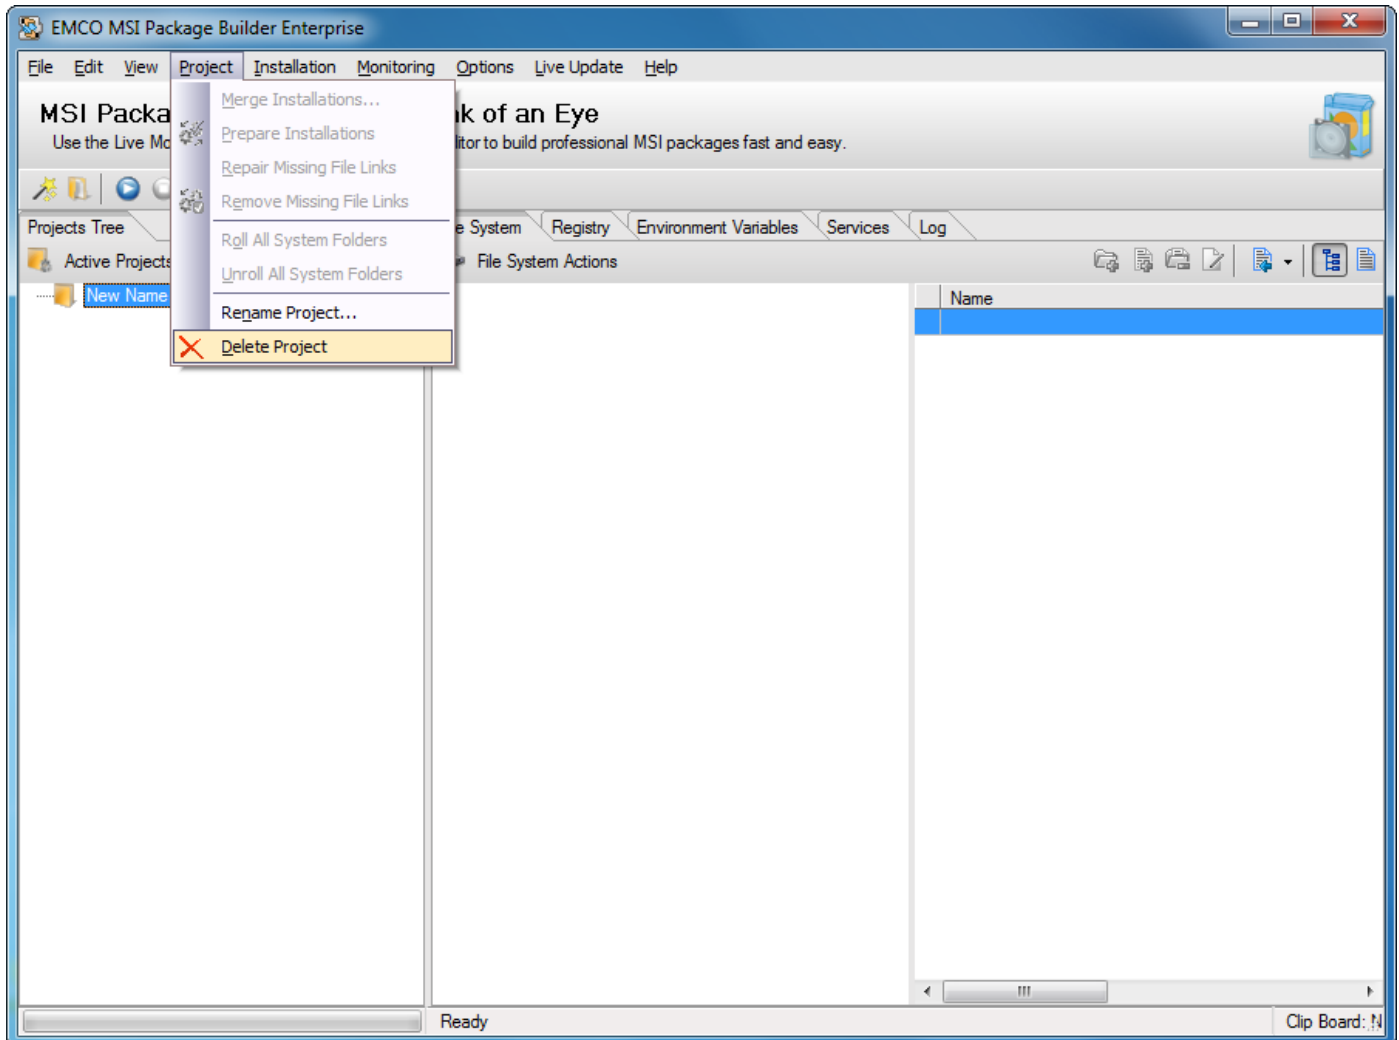 EMCO MSI Package Builder Enterprise
File Edit View Project Installation Monitoring Options Live Update Help
MSI Packa
nk of an Eye
Use the Live Mo
litor to build professional MSI packages fast and easy.
Merge Installations...
Prepare Installations
Repair Missing File Links
Remove Missing File Links
Roll All System Folders
Unroll All System Folders
Rename Project...
Delete Project
Projects Tree
e System Registry Environment Variables Services Log
Active Projects
File System Actions
New Name
Name
Ready
Clip Board: N